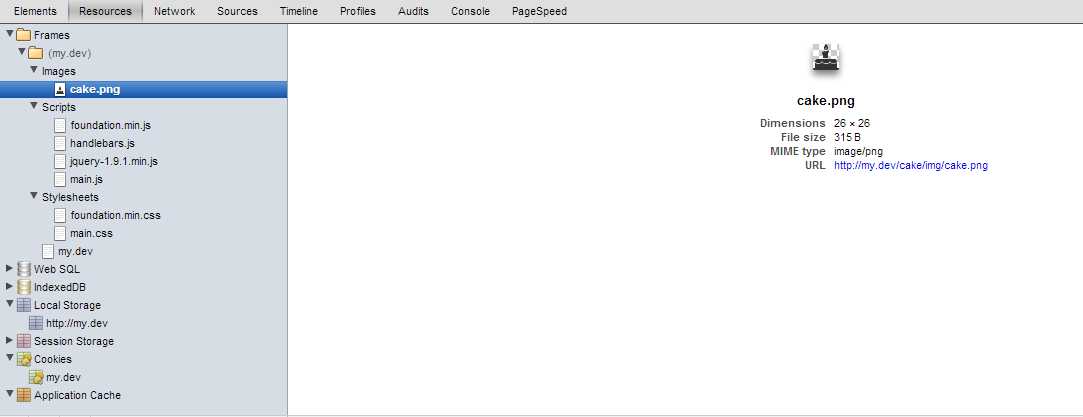 Elements Resources Network Sources Timeline Profiles Audits Console PageSpeed
Frames
(my.dev)
Images
cake.png
Scripts
foundation.min.js
handlebars.js
jquery-1.9.1.min.js
main.js
Stylesheets
foundation.min.css
main.css
my.dev
Web SQL
IndexedDB
Local Storage
http://my.dev
Session Storage
Cookies
my.dev
Application Cache
cake.png
Dimensions 26 × 26
File size 315 B
MIME type image/png
URL http://my.dev/cake/img/cake.png